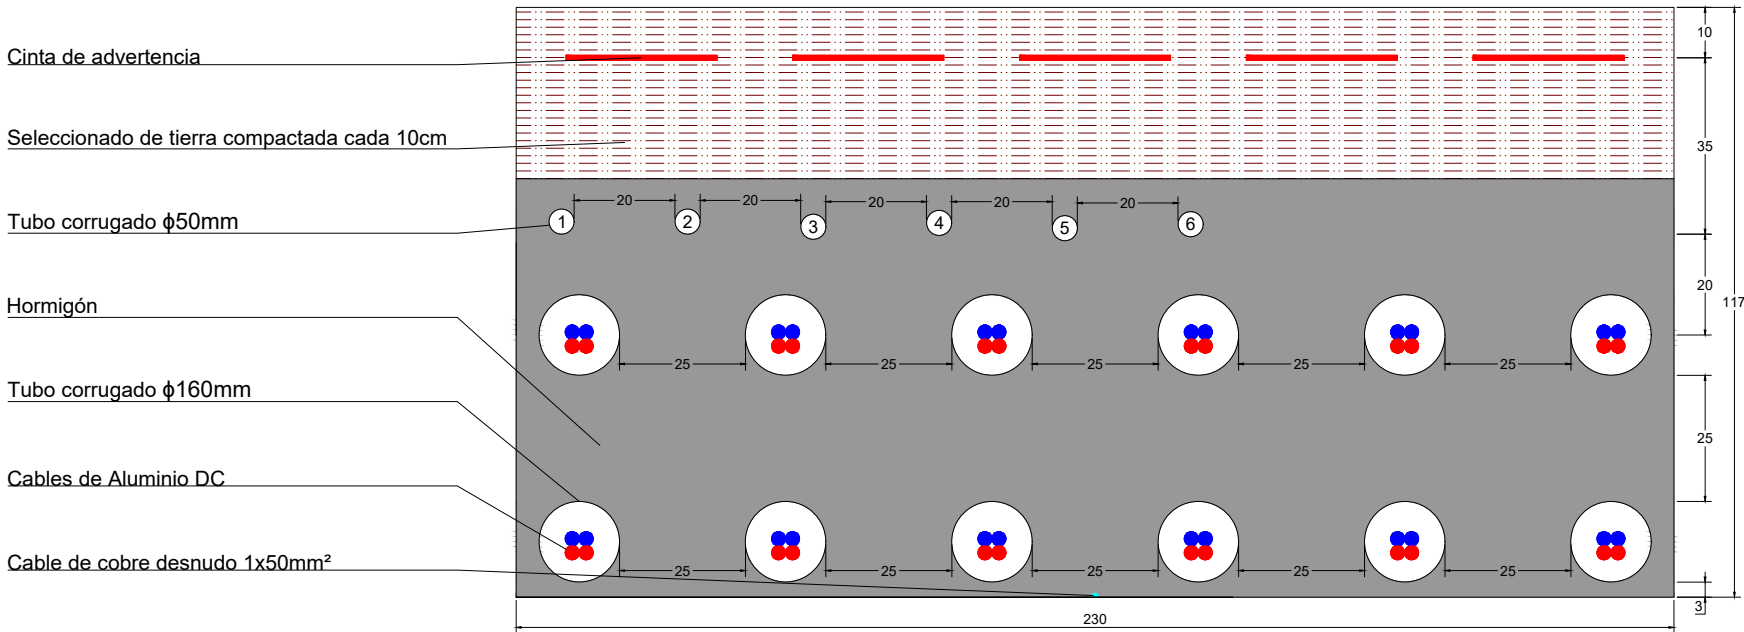 10
Cinta de advertencia
Seleccionado de tierra compactada cada 10cm
35
20 20 20 20 20
Tubo corrugado ϕ50mm
1 2 3 4 5 6
20
117
Hormigón
25 25 25 25 25
Tubo corrugado ϕ160mm
25
Cables de Aluminio DC
Cable de cobre desnudo 1x50mm²
25 25 25 25 25
3
230